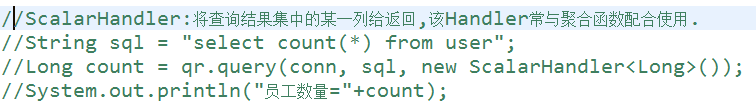 //ScalarHandler:将查询结果集中的某一列给返回,该Handler常与聚合函数配合使用.
//String sql = "select count(*) from user";
//Long count = qr.query(conn, sql, new ScalarHandler<Long>());
//System.out.println("员工数量="+count);